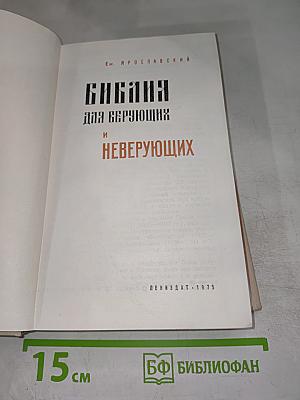 Ем. ЯРОСЛАВСКИЙ
БИБЛИЯ
ДЛЯ ВЕРУЮЩИХ
и
НЕВЕРУЮЩИХ
ЛЕНИЗДАТ • 1975
15 см
БФ БИБЛИОФАН